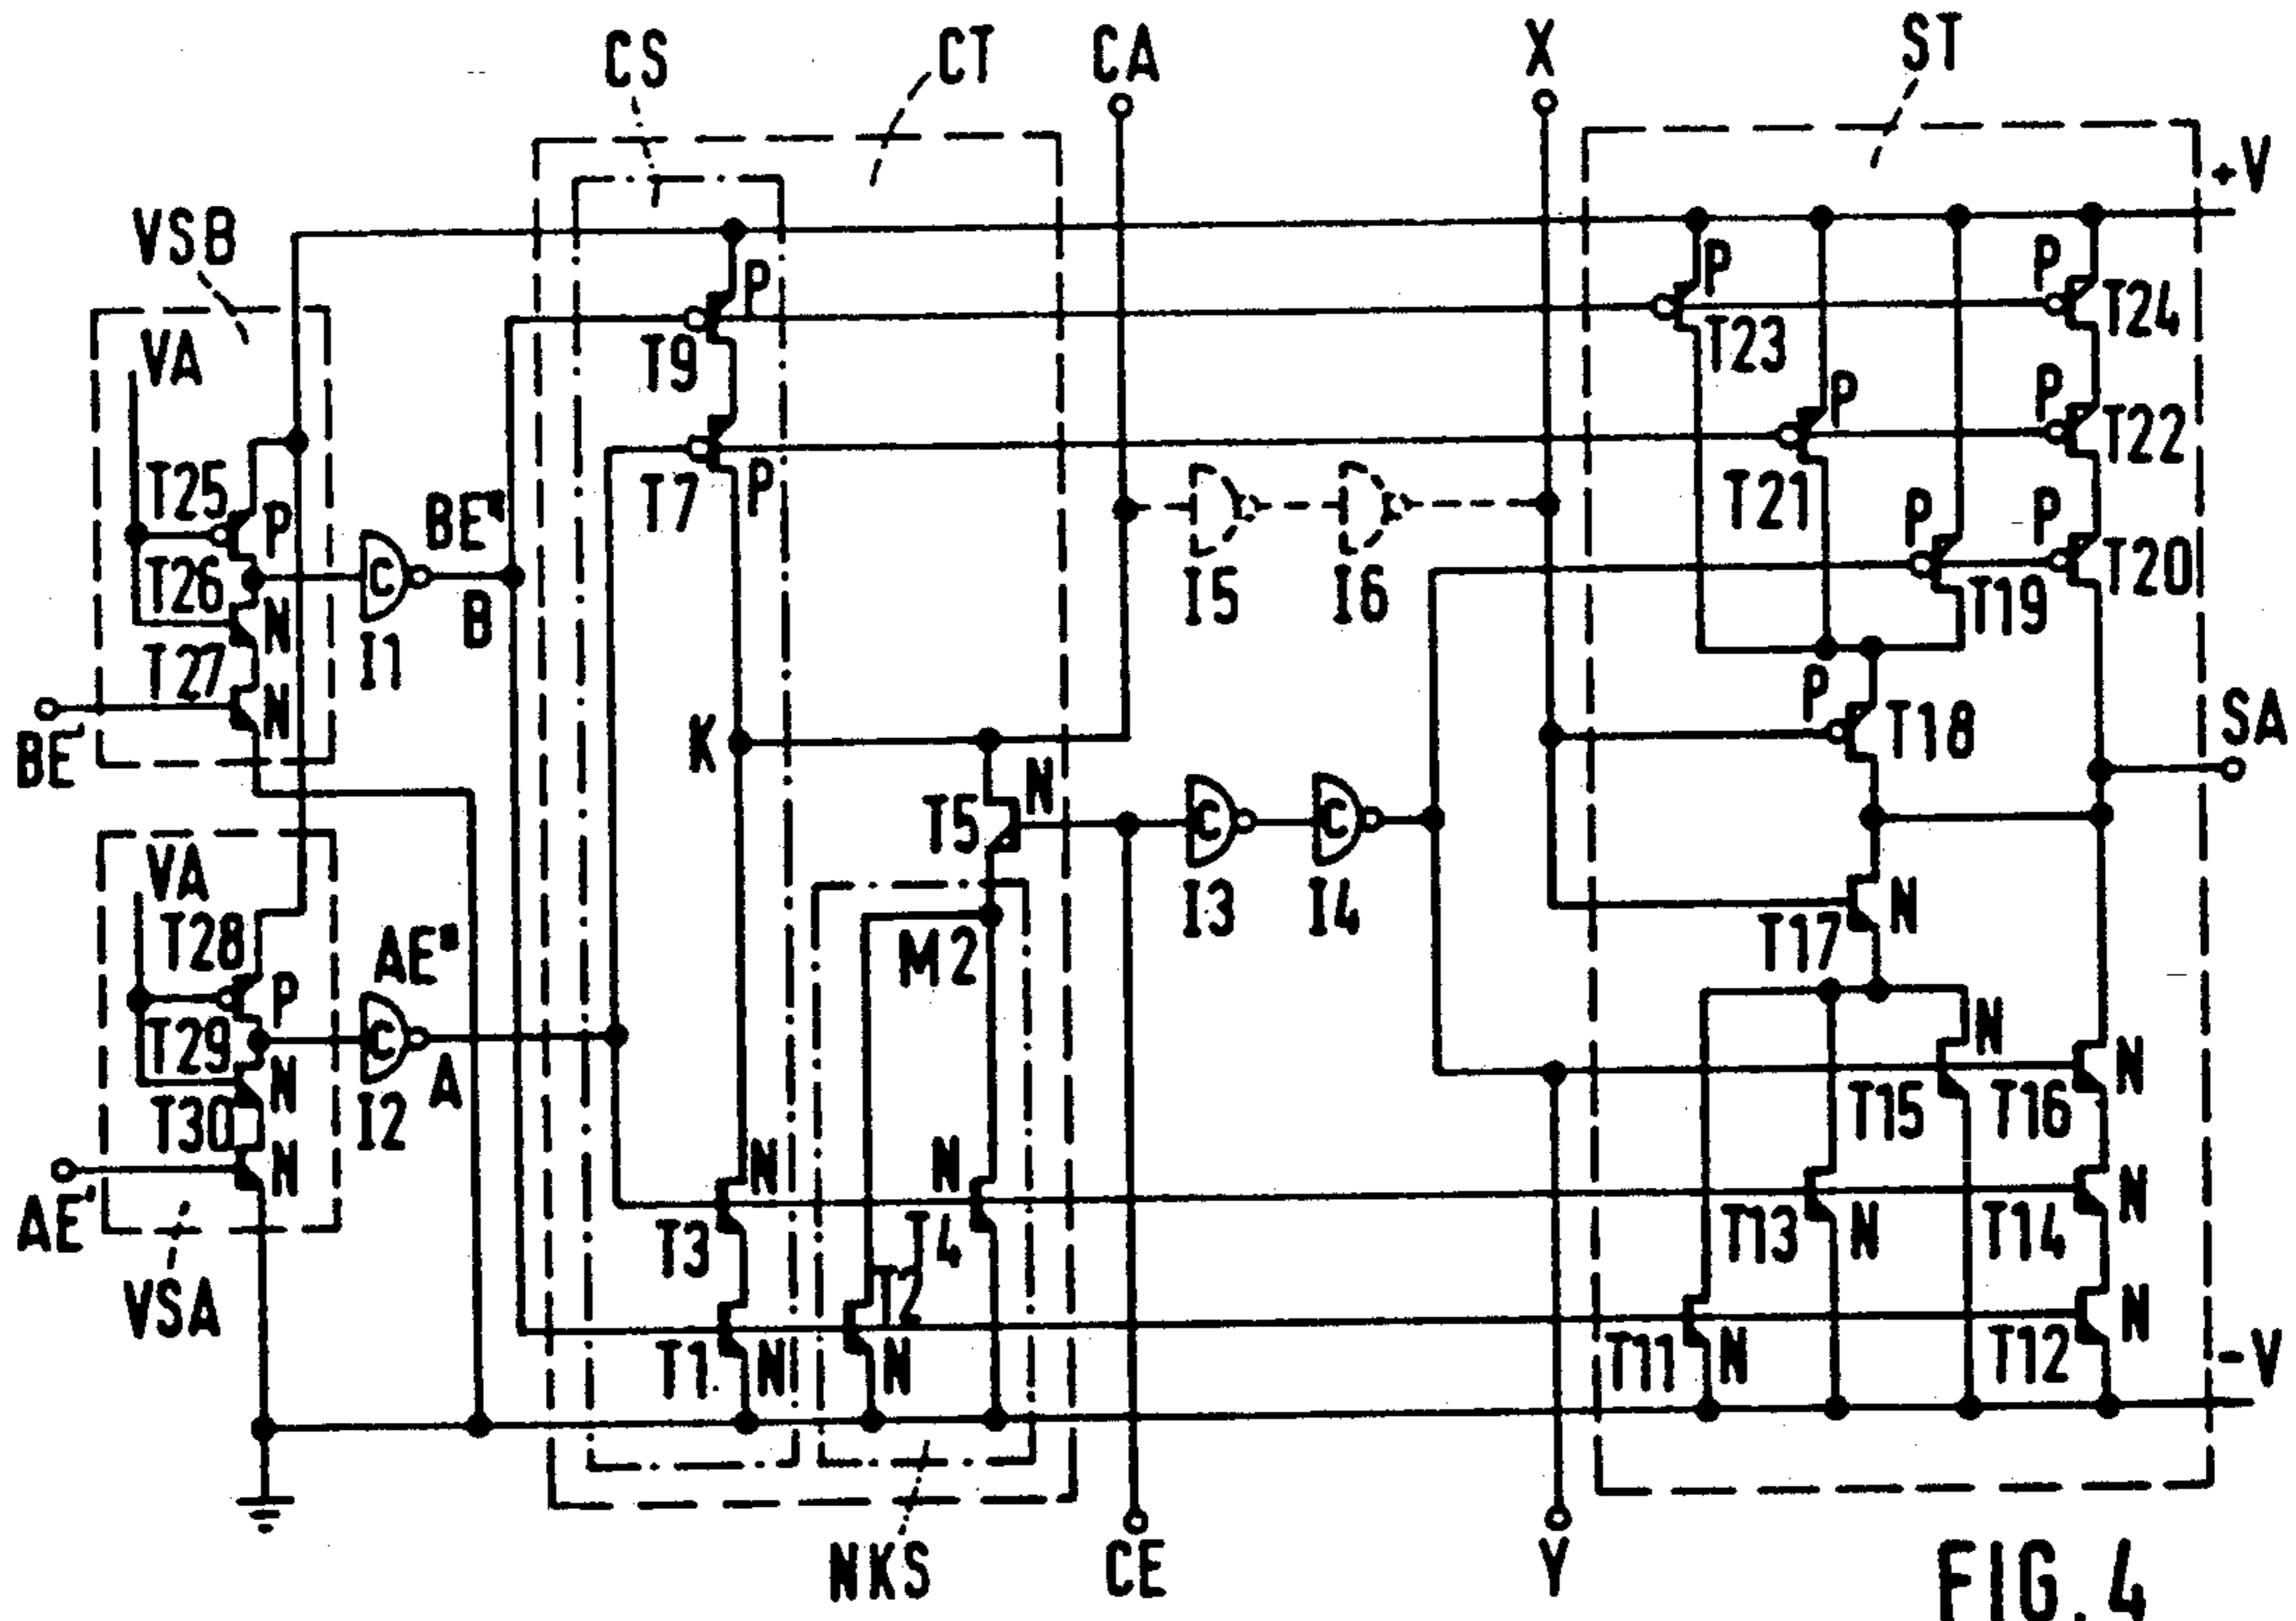 CS
CT
CA
X
ST
+V
VSB
VA
P
P
P
T9
T23
T24
P
P
T25
P
BE"
T7
P
T21
T22
P
P
T26
N
I1
B
I5
I6
T19
T20
T27
N
BE'
K
P
T18
SA
N
T5
C
C
C
VA
T28
AE"
M2
I3
I4
T17
N
P
T29
N
C
A
I2
T30
N
AE'
N
N
T15
T16
N
T3
T4
T13
N
T14
N
VSA
T2
T1
N
N
T11
N
T12
N
-V
NKS
CE
Y
FIG. 4